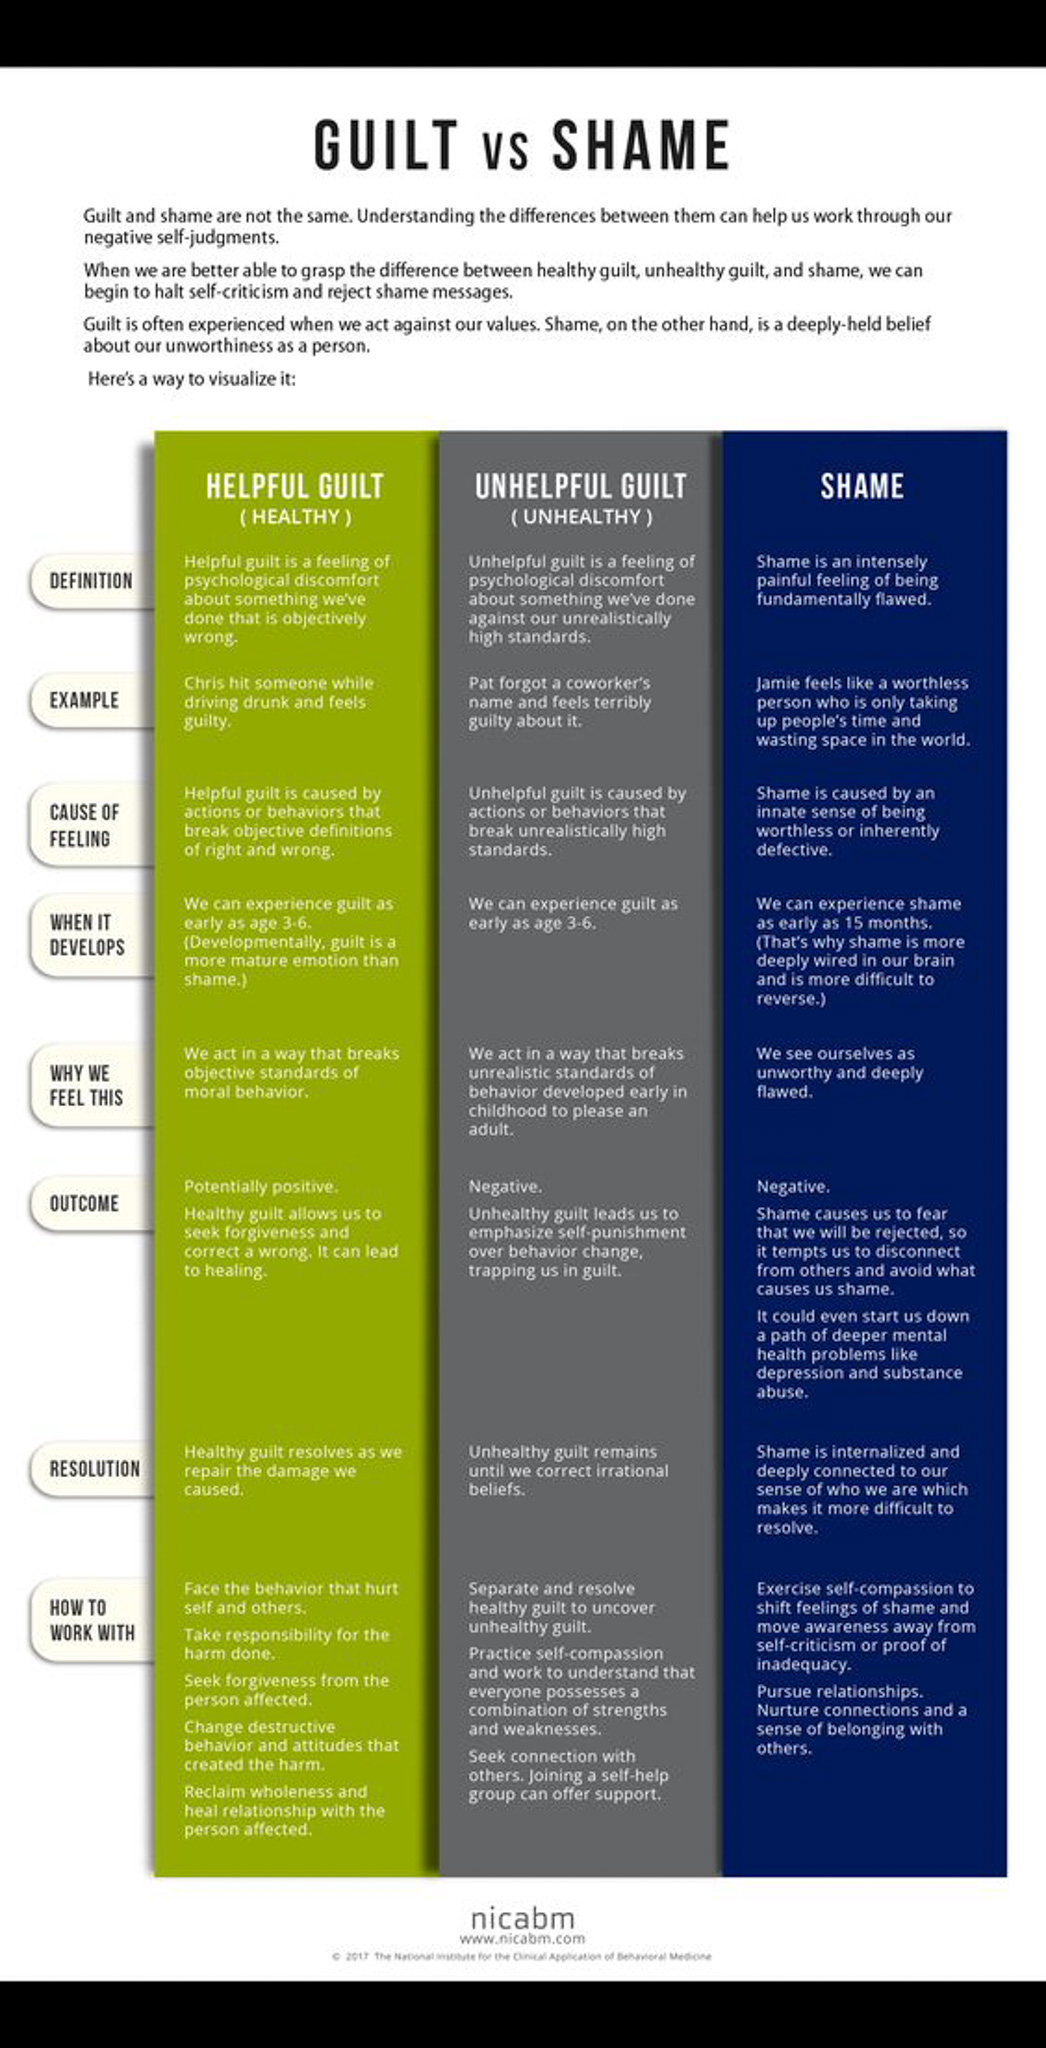 GUILT VS SHAME
Guilt and shame are not the same. Understanding the differences between them can help us work through our
negative self-judgments.
When we are better able to grasp the difference between healthy guilt, unhealthy guilt, and shame, we can
begin to halt self-criticism and reject shame messages.
Guilt is often experienced when we act against our values. Shame, on the other hand, is a deeply-held belief
about our unworthiness as a person.
Here's a way to visualize it:
HELPFUL GUILT
( HEALTHY )
UNHELPFUL GUILT
( UNHEALTHY )
SHAME
DEFINITION
Helpful guilt is a feeling of
psychological discomfort
about something we've
done that is objectively
wrong.
Unhelpful guilt is a feeling of
psychological discomfort
about something we've done
against our unrealistically
high standards.
Shame is an intensely
painful feeling of being
fundamentally flawed.
EXAMPLE
Chris hit someone while
driving drunk and feels
guilty.
Pat forgot a coworker's
name and feels terribly
guilty about it.
Jamie feels like a worthless
person who is only taking
up people's time and
wasting space in the world.
CAUSE OF
FEELING
Helpful guilt is caused by
actions or behaviors that
break objective definitions
of right and wrong.
Unhelpful guilt is caused by
actions or behaviors that
break unrealistically high
standards.
Shame is caused by an
innate sense of being
worthless or inherently
defective.
WHEN IT
DEVELOPS
We can experience guilt as
early as age 3-6.
(Developmentally, guilt is a
more mature emotion than
shame.)
We can experience guilt as
early as age 3-6.
We can experience shame
as early as 15 months.
(That's why shame is more
deeply wired in our brain
and is more difficult to
reverse.)
WHY WE
FEEL THIS
We act in a way that breaks
objective standards of
moral behavior.
We act in a way that breaks
unrealistic standards of
behavior developed early in
childhood to please an
adult.
We see ourselves as
unworthy and deeply
flawed.
OUTCOME
Potentially positive.
Healthy guilt allows us to
seek forgiveness and
correct a wrong. It can lead
to healing.
Negative.
Unhealthy guilt leads us to
emphasize self-punishment
over behavior change,
trapping us in guilt.
Negative.
Shame causes us to fear
that we will be rejected, so
it tempts us to disconnect
from others and avoid what
causes us shame.
It could even start us down
a path of deeper mental
health problems like
depression and substance
abuse.
RESOLUTION
Healthy guilt resolves as we
repair the damage we
caused.
Unhealthy guilt remains
until we correct irrational
beliefs.
Shame is internalized and
deeply connected to our
sense of who we are which
makes it more difficult to
resolve.
HOW TO
WORK WITH
Face the behavior that hurt
self and others.
Take responsibility for the
harm done.
Seek forgiveness from the
person affected.
Change destructive
behavior and attitudes that
created the harm.
Reclaim wholeness and
heal relationship with the
person affected.
Separate and resolve
healthy guilt to uncover
unhealthy guilt.
Practice self-compassion
and work to understand that
everyone possesses a
combination of strengths
and weaknesses.
Seek connection with
others. Joining a self-help
group can offer support.
Exercise self-compassion to
shift feelings of shame and
move awareness away from
self-criticism or proof of
inadequacy.
Pursue relationships.
Nurture connections and a
sense of belonging with
others.
nicabm
www.nicabm.com
© 2017 The National Institute for the Clinical Application of Behavioral Medicine